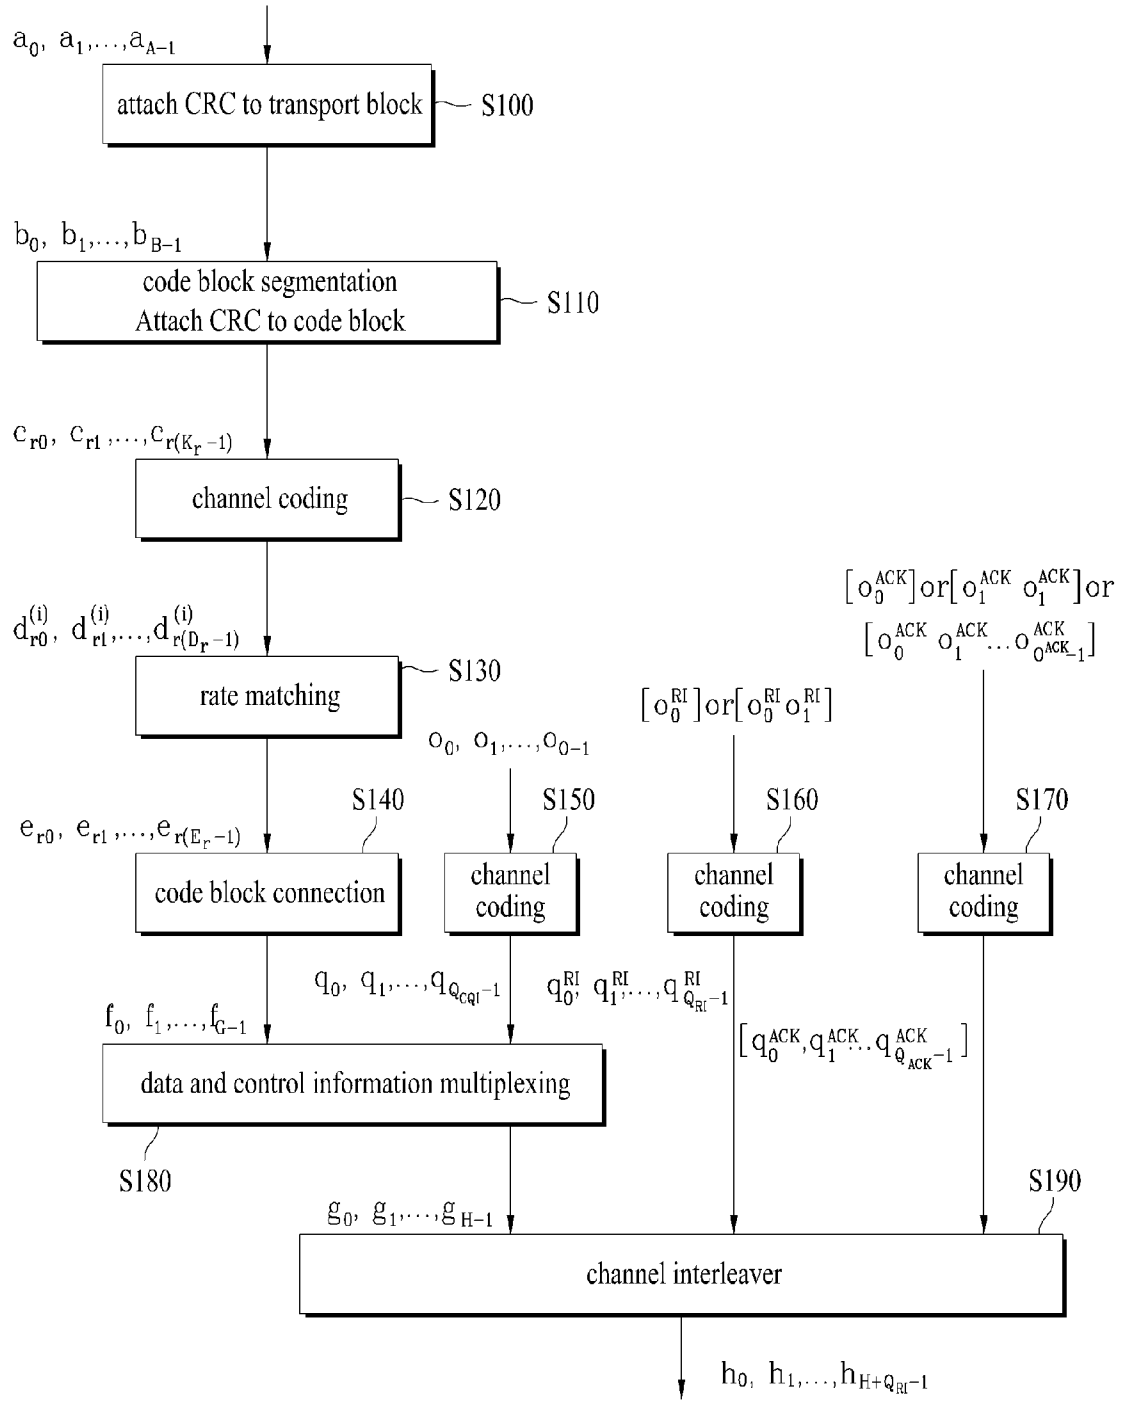 a0, a1,...,aA-1
attach CRC to transport block
S100
b0, b1,...,bB-1
code block segmentation
Attach CRC to code block
S110
cr0, cr1,...,cr(Kr-1)
channel coding
S120
d(i)r0, d(i)r1,...,d(i)r(Dr-1)
rate matching
S130
[o0ACK]or[o1ACK o1ACK]or
[o0ACK o1ACK...o0ACK-1ACK]
[o0RI]or[o0RI o1RI]
o0, o1,...,oO-1
S140
S150
S160
S170
er0, er1,...,er(Er-1)
code block connection
channel
coding
channel
coding
channel
coding
q0, q1,...,qQCQI-1
q0RI, q1RI,...,qQRI-1RI
f0, f1,...,fG-1
[q0ACK,q1ACK...qQACK-1ACK]
data and control information multiplexing
S180
S190
g0, g1,...,gH-1
channel interleaver
h0, h1,...,hH+QRI-1